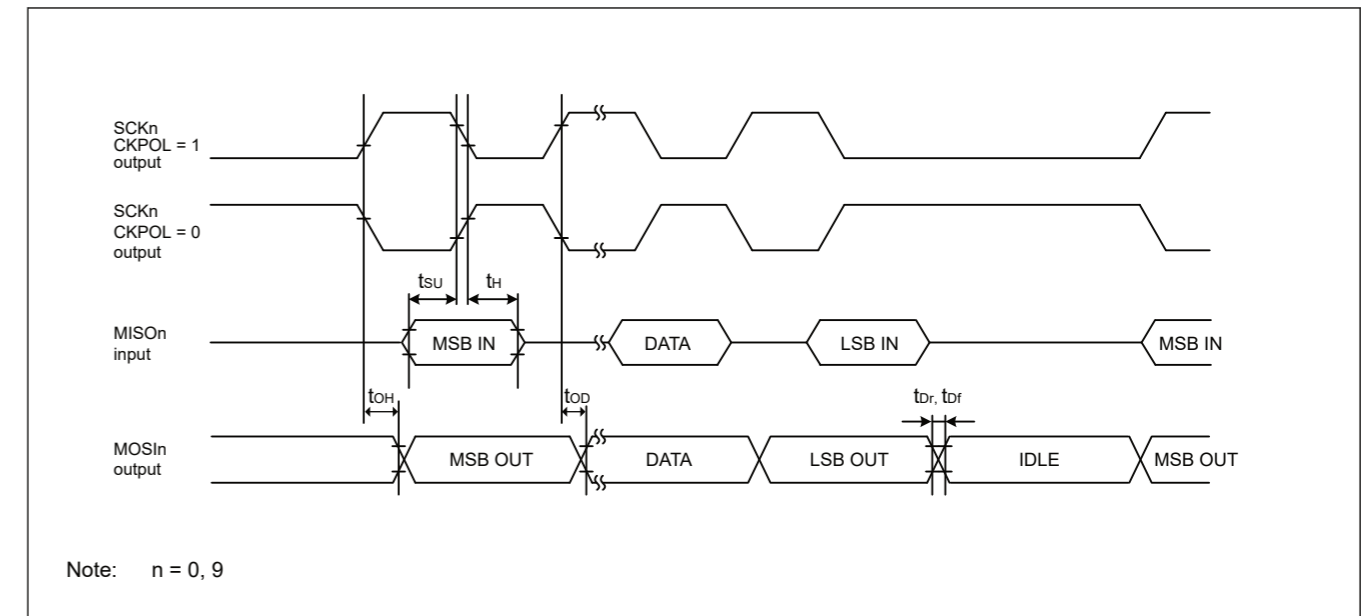 SCKn
CKPOL = 1
output
SCKn
CKPOL = 0
output
tSU
tH
MISOn
input
MSB IN
DATA
LSB IN
MSB IN
tOH
tOD
tDr, tDf
MOSIn
output
MSB OUT
DATA
LSB OUT
IDLE
MSB OUT
Note: n = 0, 9